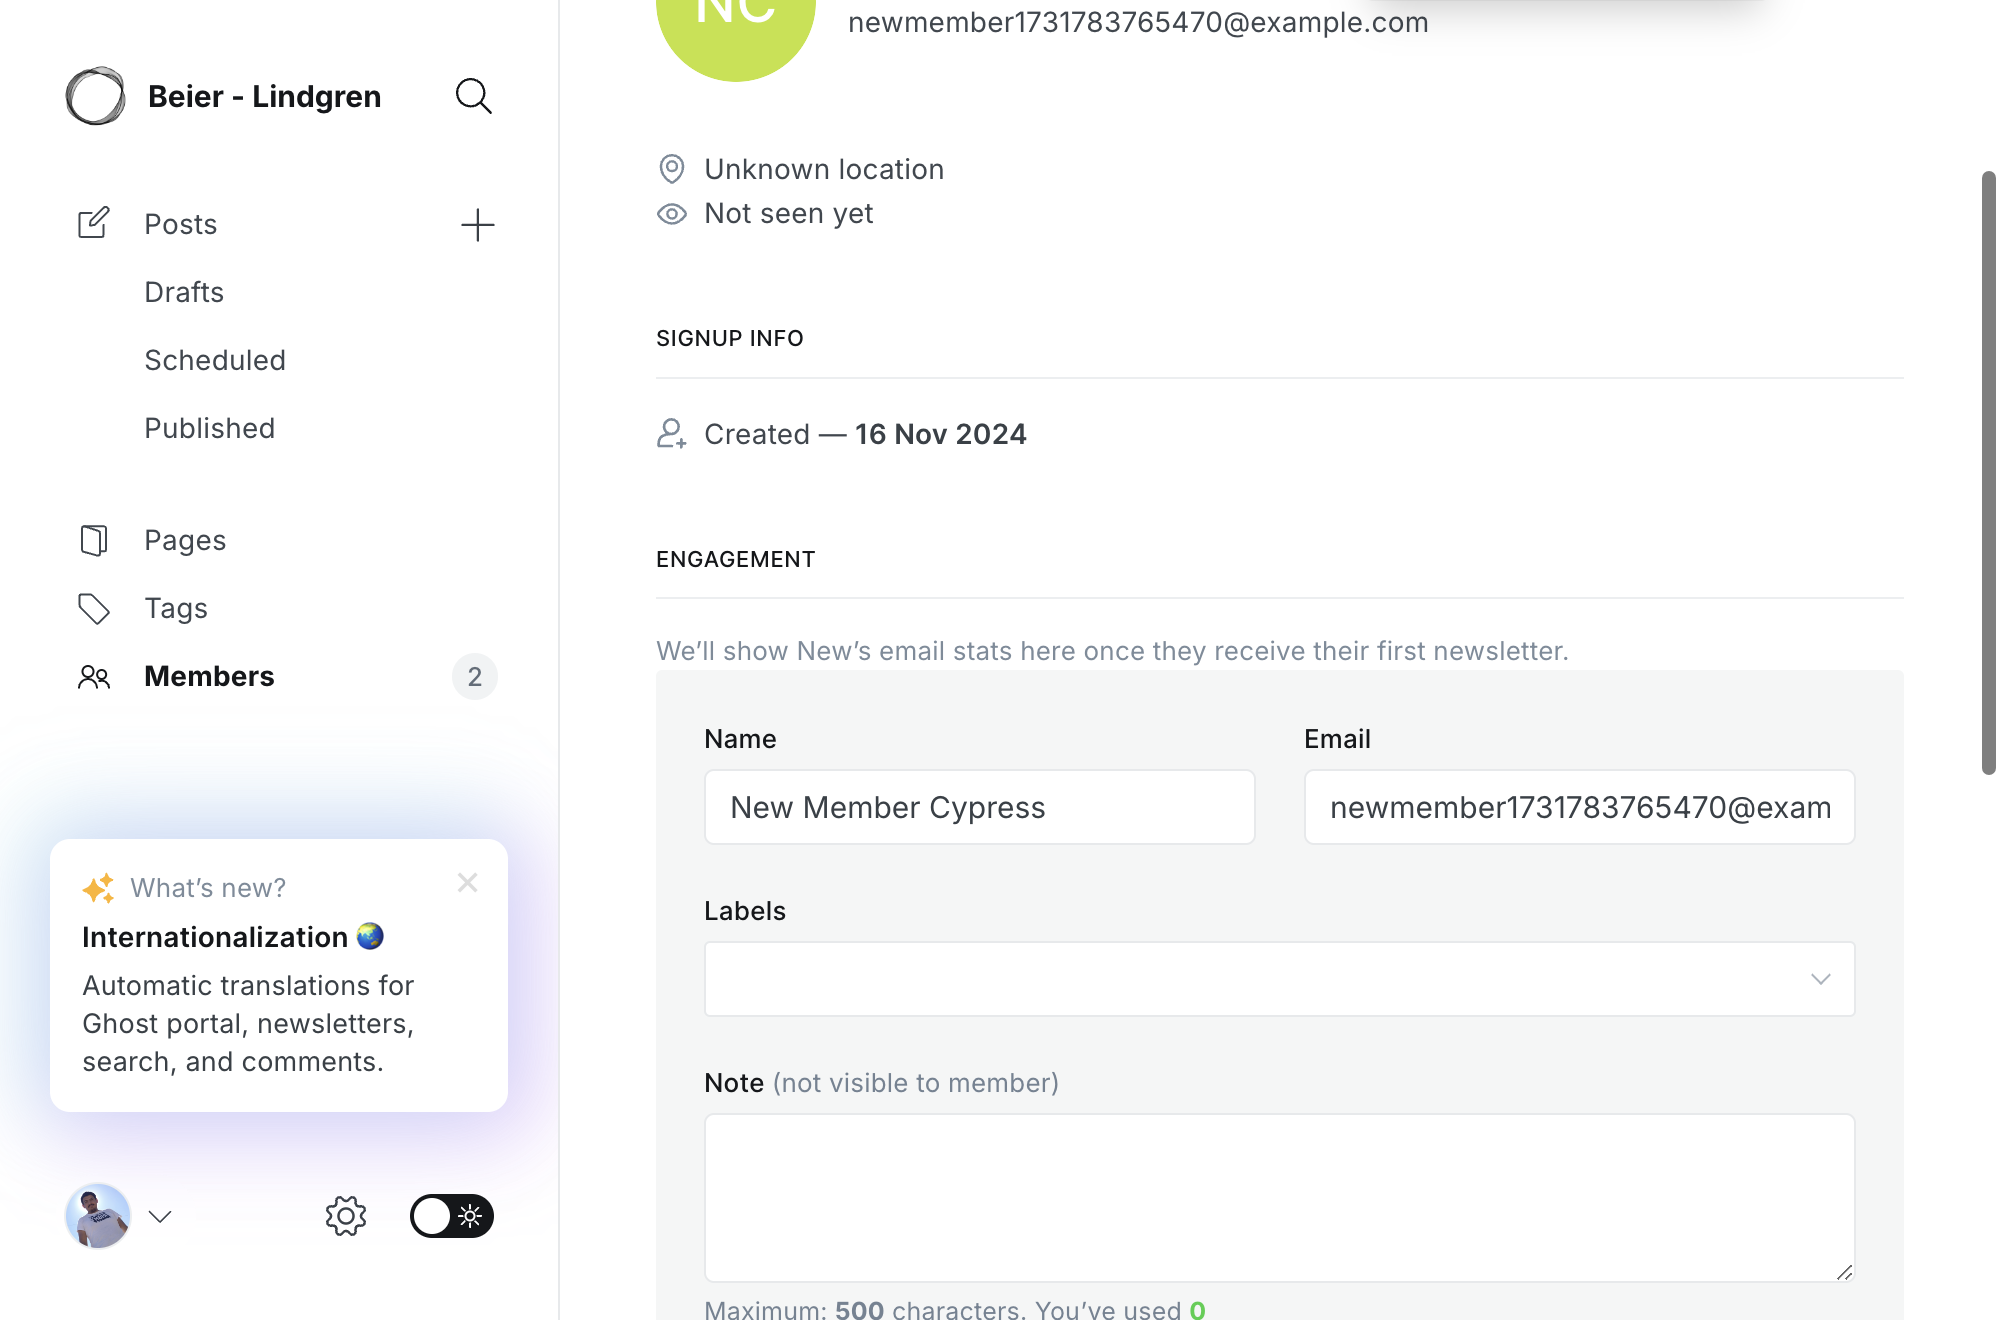 Beier - Lindgren
Posts
Drafts
Scheduled
Published
Pages
Tags
Members
2
What’s new?
Internationalization 🌏
Automatic translations for
Ghost portal, newsletters,
search, and comments.
NC
newmember1731783765470@example.com
Unknown location
Not seen yet
SIGNUP INFO
Created — 16 Nov 2024
ENGAGEMENT
We’ll show New’s email stats here once they receive their first newsletter.
Name
New Member Cypress
Email
newmember1731783765470@exam
Labels
Note (not visible to member)
Maximum: 500 characters. You’ve used 0